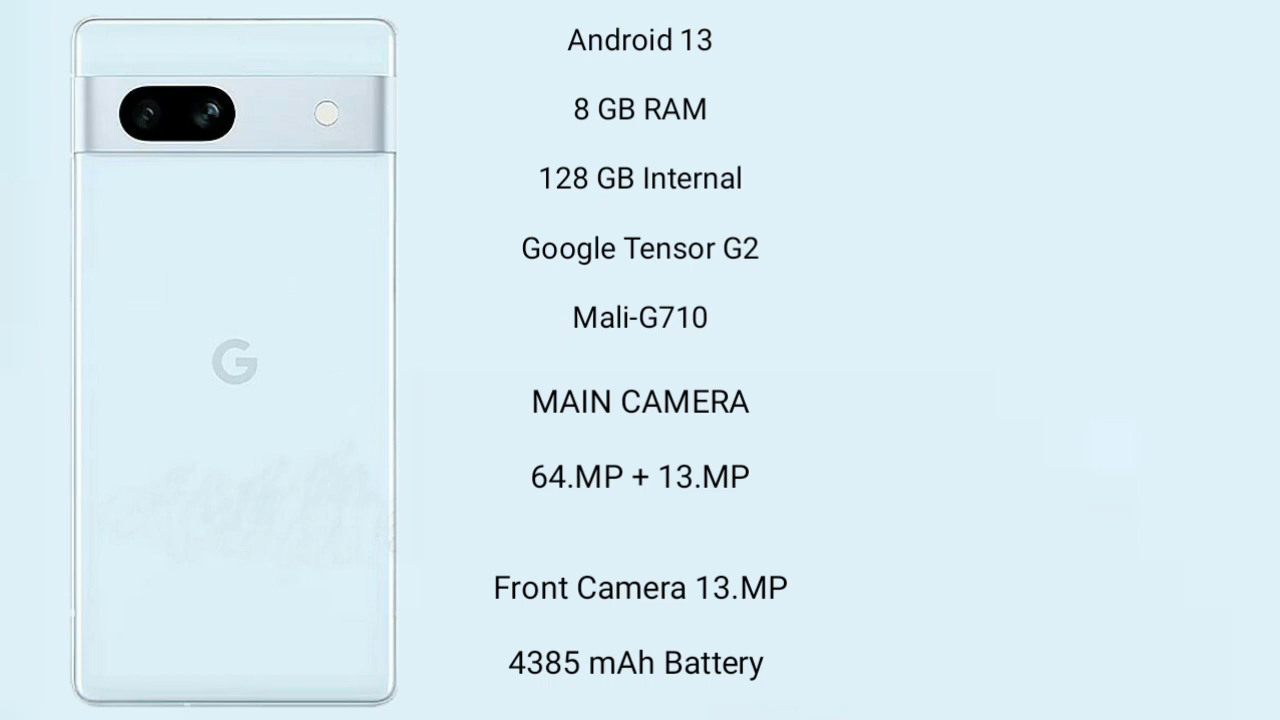 Android 13
8 GB RAM
128 GB Internal
Google Tensor G2
Mali-G710
MAIN CAMERA
64.MP + 13.MP
Front Camera 13.MP
4385 mAh Battery
G